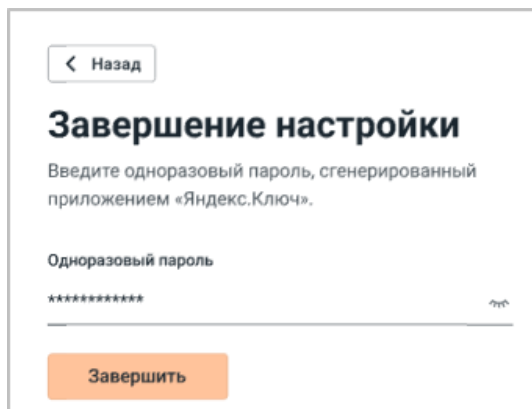 Назад
Завершение настройки
Введите одноразовый пароль, сгенерированный
приложением «Яндекс.Ключ».
Одноразовый пароль
************
Завершить